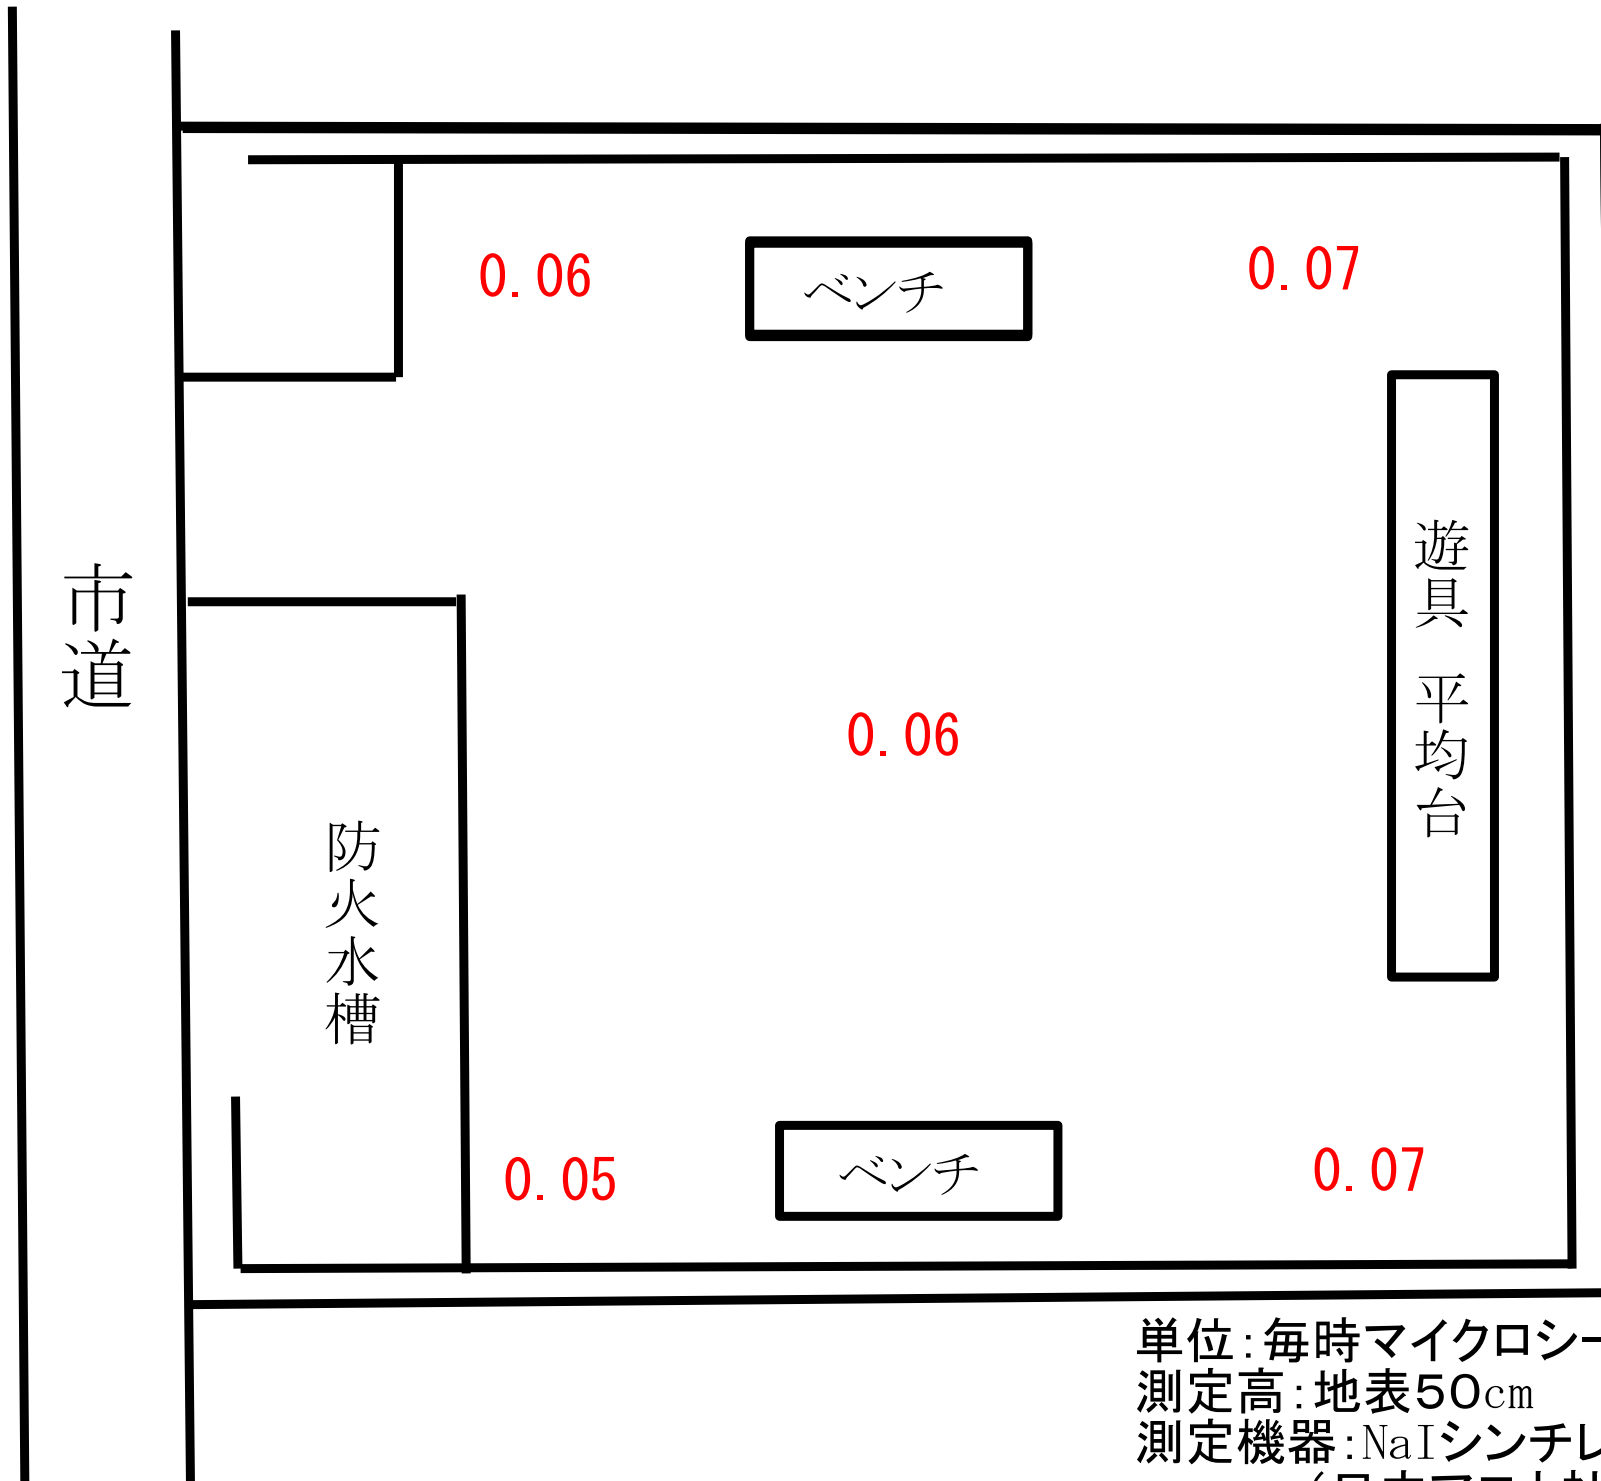 0.06
ベンチ
0.07
市道
遊具 平均台
0.06
防火水槽
0.05
ベンチ
0.07
単位:毎時マイクロシー
測定高:地表50cm
測定機器:NaIシンチレ